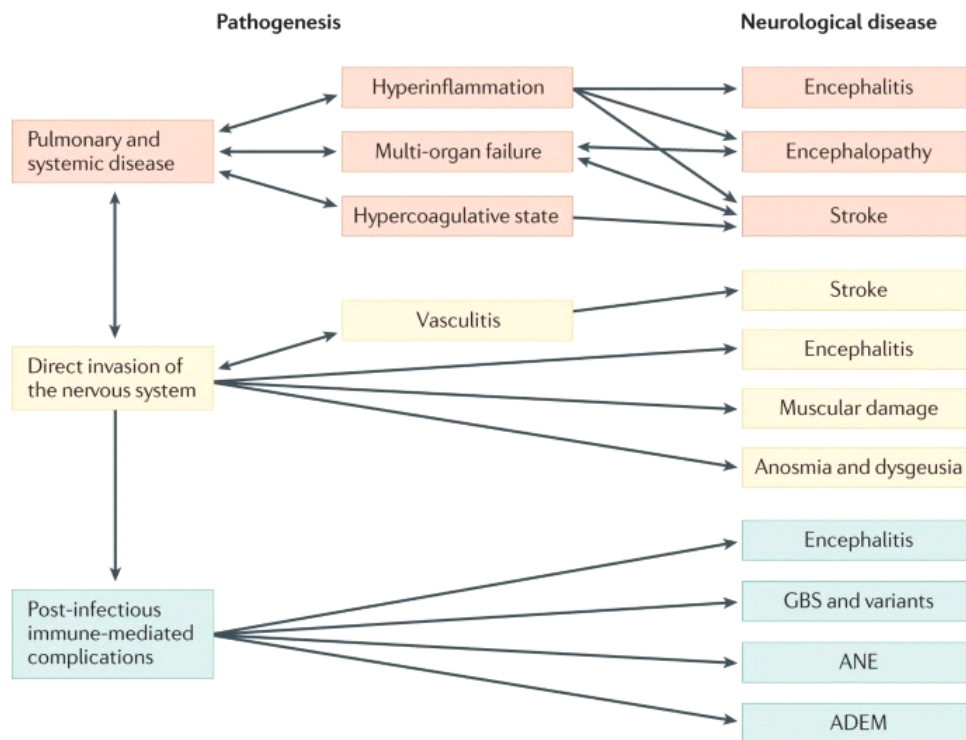 Pathogenesis
Neurological disease
Pulmonary and
systemic disease
Hyperinflammation
Multi-organ failure
Hypercoagulative state
Encephalitis
Encephalopathy
Stroke
Direct invasion of
the nervous system
Vasculitis
Stroke
Encephalitis
Muscular damage
Anosmia and dysgeusia
Post-infectious
immune-mediated
complications
Encephalitis
GBS and variants
ANE
ADEM